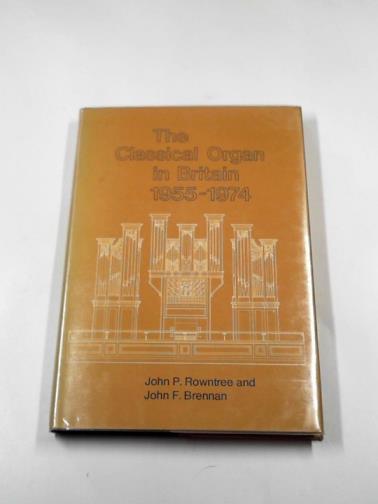 The
Classical Organ
in Britain
1955-1974
John P. Rowntree and
John F. Brennan